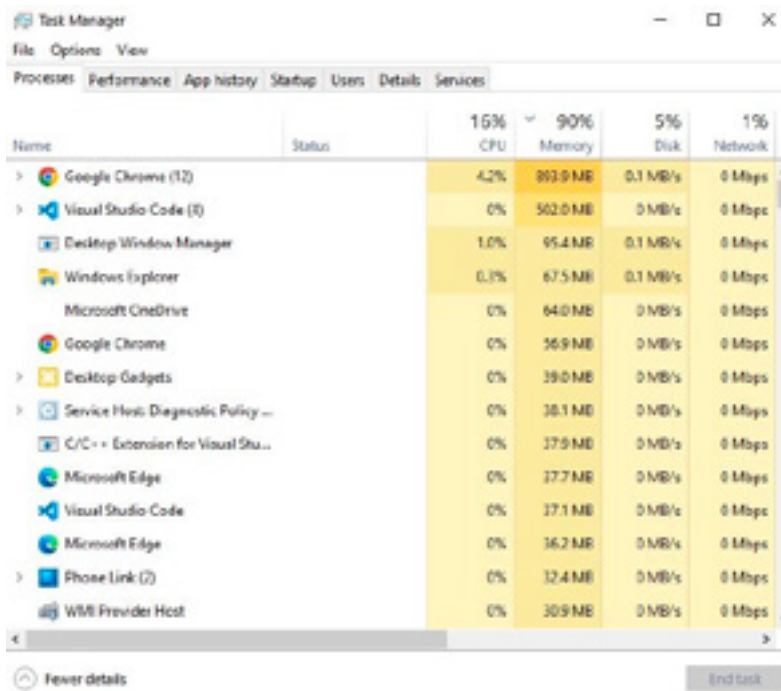 Task Manager
File Options View
Processes Performance App history Startup Users Details Services
16% 90% 5% 1%
Name Status CPU Memory Disk Network
Google Chrome (12) 4.2% 893.9 MB 0.1 MB/s 0 Mbps
Visual Studio Code (8) 0% 502.0 MB 0 MB/s 0 Mbps
Desktop Window Manager 1.0% 95.4 MB 0.1 MB/s 0 Mbps
Windows Explorer 0.3% 67.5 MB 0.1 MB/s 0 Mbps
Microsoft OneDrive 0% 64.0 MB 0 MB/s 0 Mbps
Google Chrome 0% 56.9 MB 0 MB/s 0 Mbps
Desktop Gadgets 0% 39.0 MB 0 MB/s 0 Mbps
Service Host: Diagnostic Policy ... 0% 38.1 MB 0 MB/s 0 Mbps
C/C++ Extension for Visual Stu... 0% 37.9 MB 0 MB/s 0 Mbps
Microsoft Edge 0% 37.7 MB 0 MB/s 0 Mbps
Visual Studio Code 0% 37.1 MB 0 MB/s 0 Mbps
Microsoft Edge 0% 36.2 MB 0 MB/s 0 Mbps
Phone Link (2) 0% 32.4 MB 0 MB/s 0 Mbps
WMI Provider Host 0% 30.9 MB 0 MB/s 0 Mbps
Fewer details End task